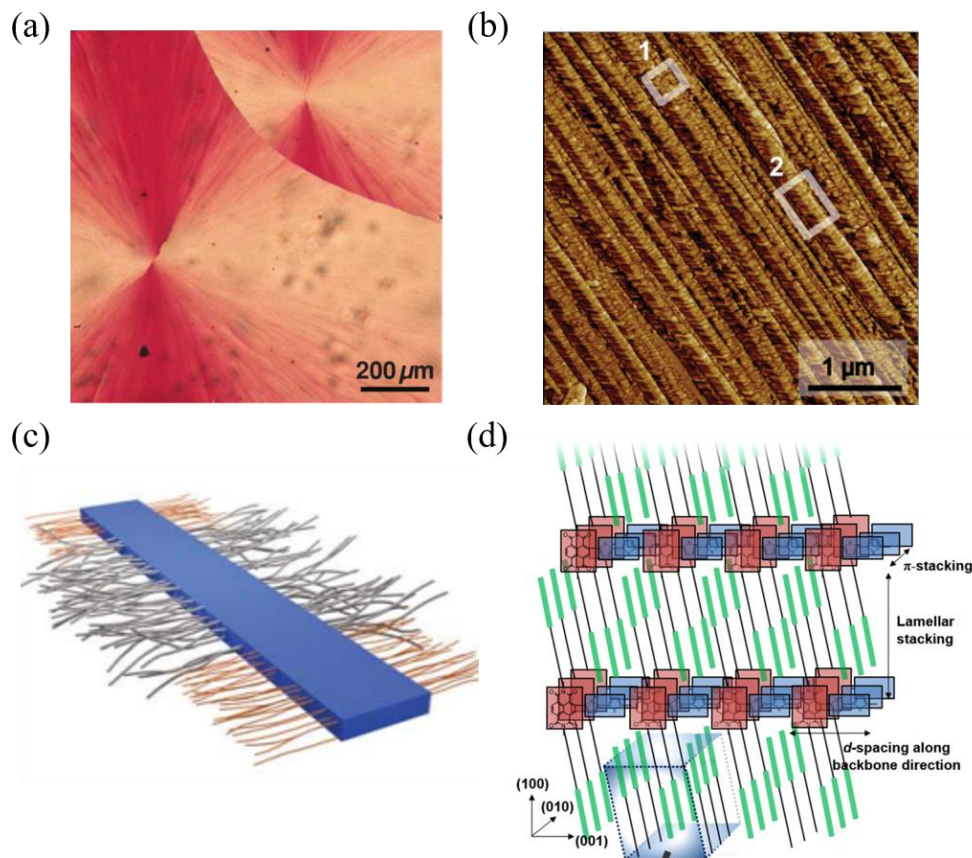 (a)
(b)
200 μm
1
2
1 μm
(c)
(d)
π-stacking
Lamellar
stacking
d-spacing along
backbone direction
(100)
(010)
(001)